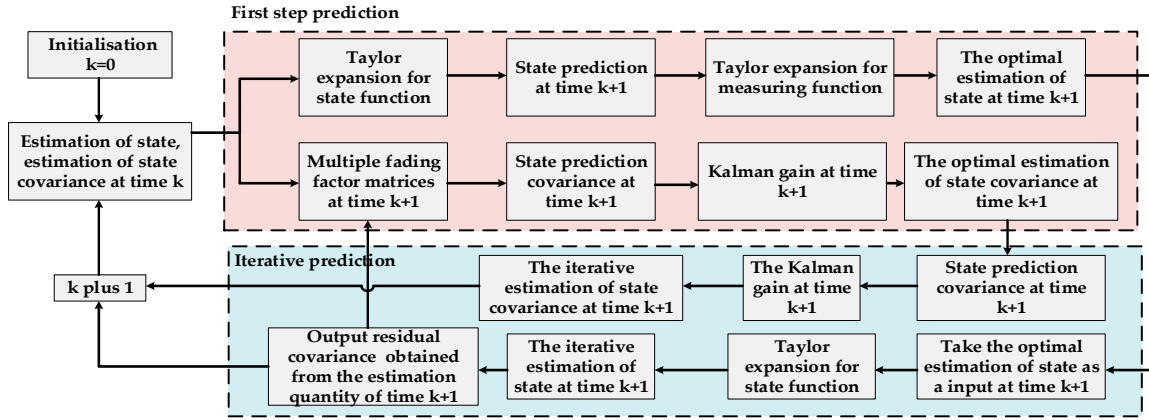 First step prediction
Initialisation
k=0
Estimation of state,
estimation of state
covariance at time k
Taylor
expansion for
state function
State prediction
at time k+1
Taylor expansion for
measuring function
The optimal
estimation of
state at time k+1
Multiple fading
factor matrices
at time k+1
State prediction
covariance at
time k+1
Kalman gain at time
k+1
The optimal estimation
of state covariance at
time k+1
Iterative prediction
k plus 1
The iterative
estimation of state
covariance at time k+1
The Kalman
gain at time
k+1
State prediction
covariance at time
k+1
Output residual
covariance obtained
from the estimation
quantity of time k+1
The iterative
estimation of
state at time k+1
Taylor
expansion for
state function
Take the optimal
estimation of state as
a input at time k+1